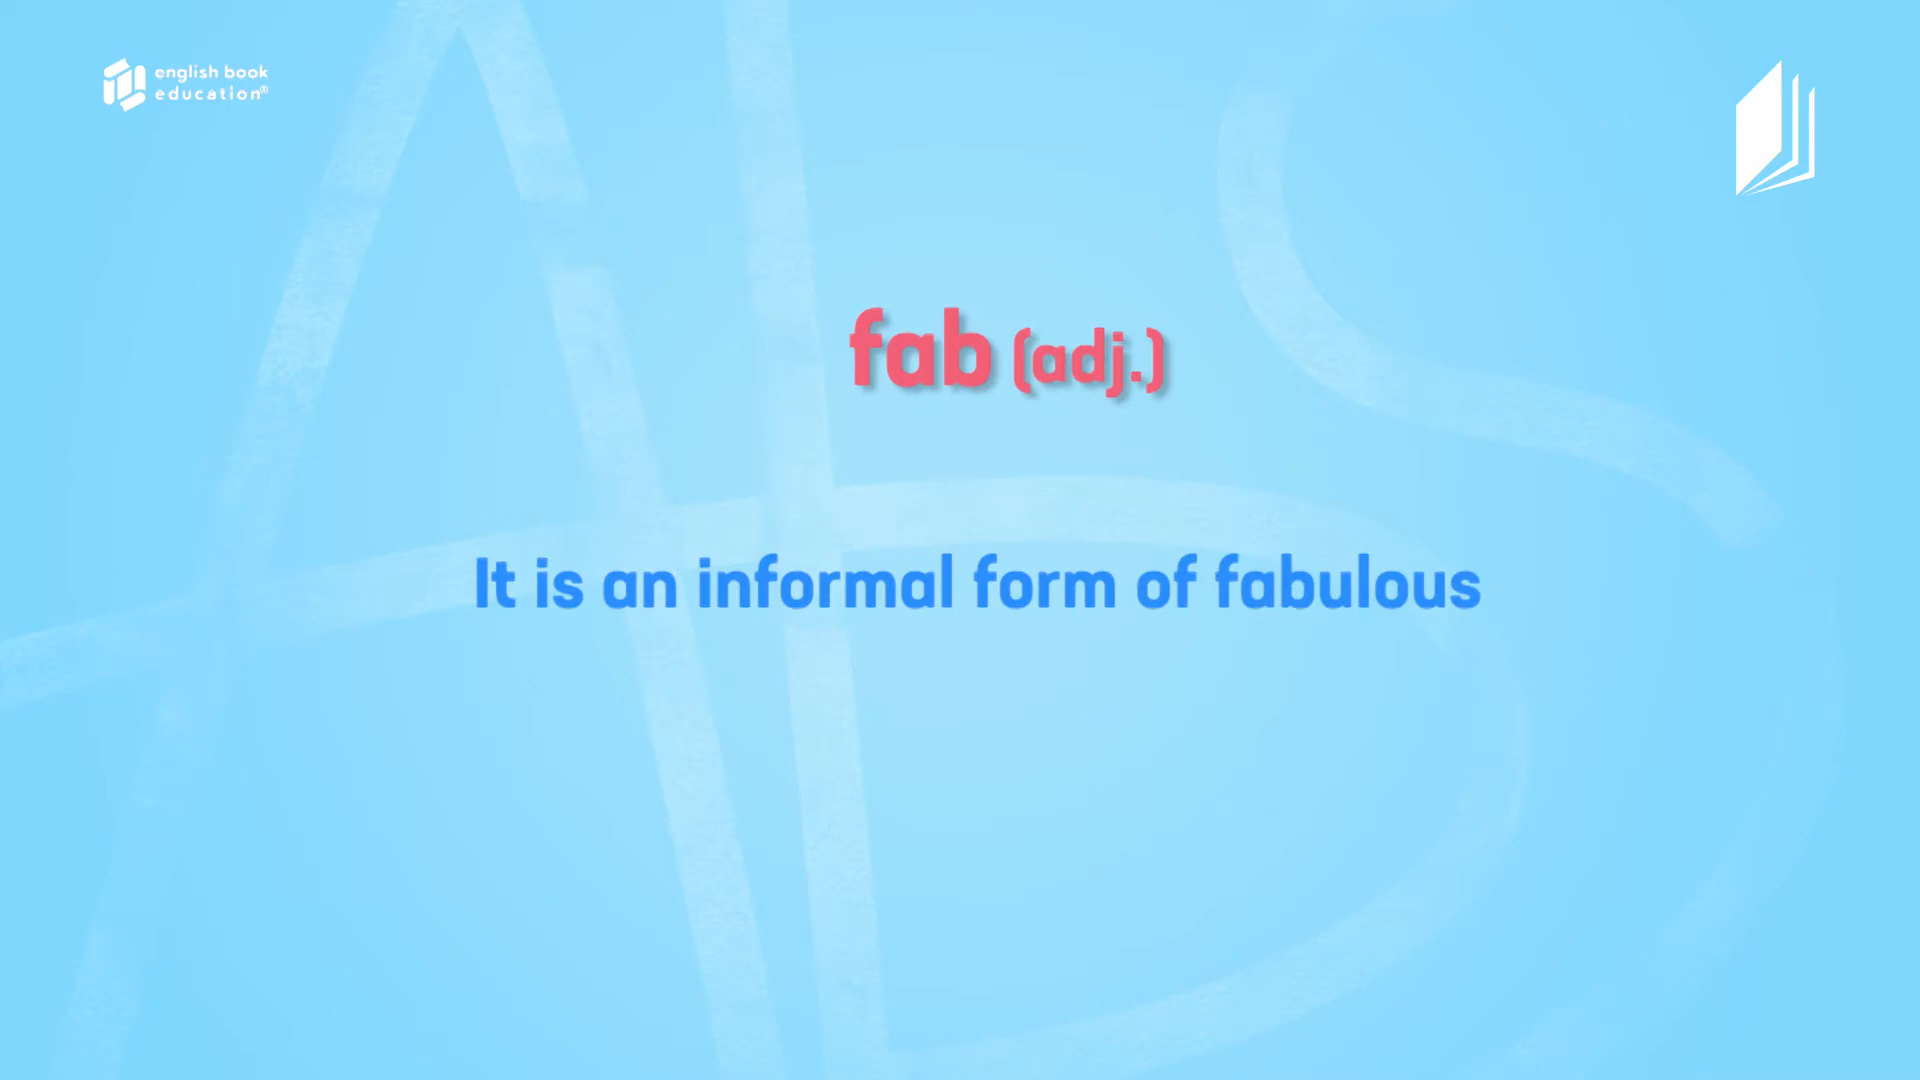 english book
education®
fab (adj.)
It is an informal form of fabulous